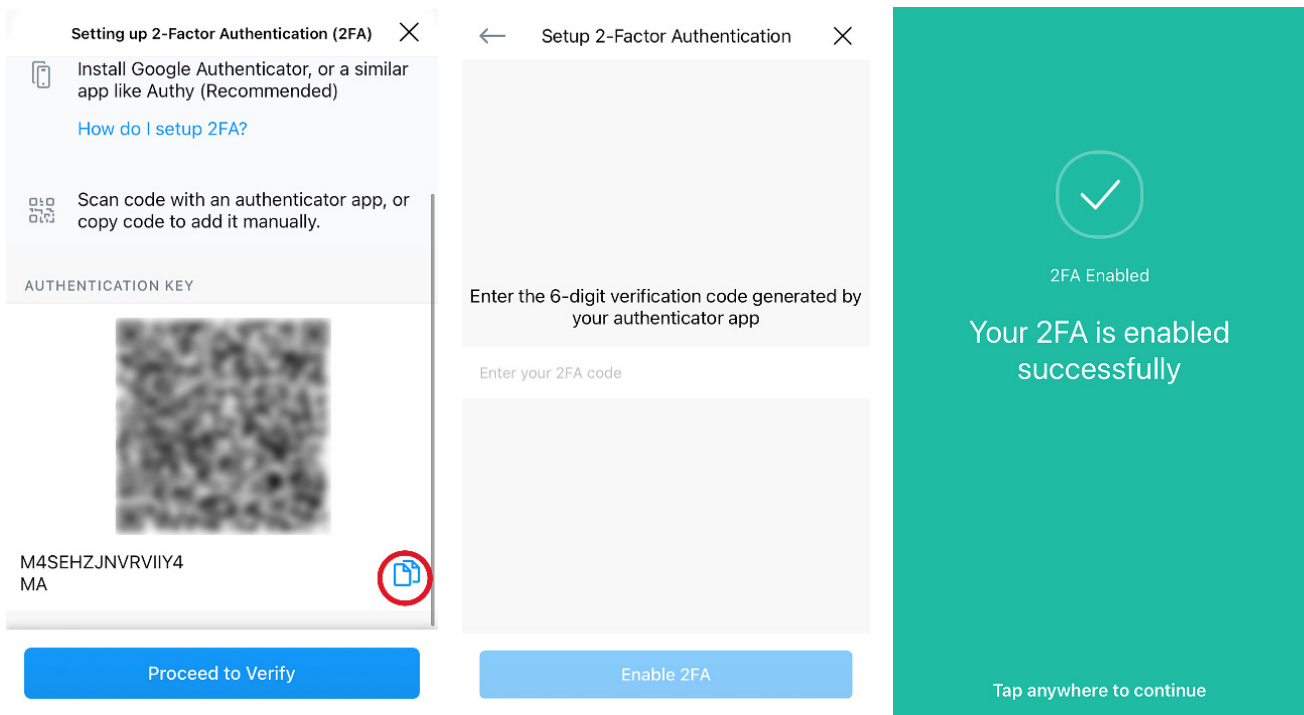 Setting up 2-Factor Authentication (2FA)
Install Google Authenticator, or a similar
app like Authy (Recommended)
How do I setup 2FA?
Scan code with an authenticator app, or
copy code to add it manually.
AUTHENTICATION KEY
M4SEHZJNVRVIIY4
MA
Proceed to Verify
Setup 2-Factor Authentication
Enter the 6-digit verification code generated by
your authenticator app
Enter your 2FA code
Enable 2FA
2FA Enabled
Your 2FA is enabled
successfully
Tap anywhere to continue